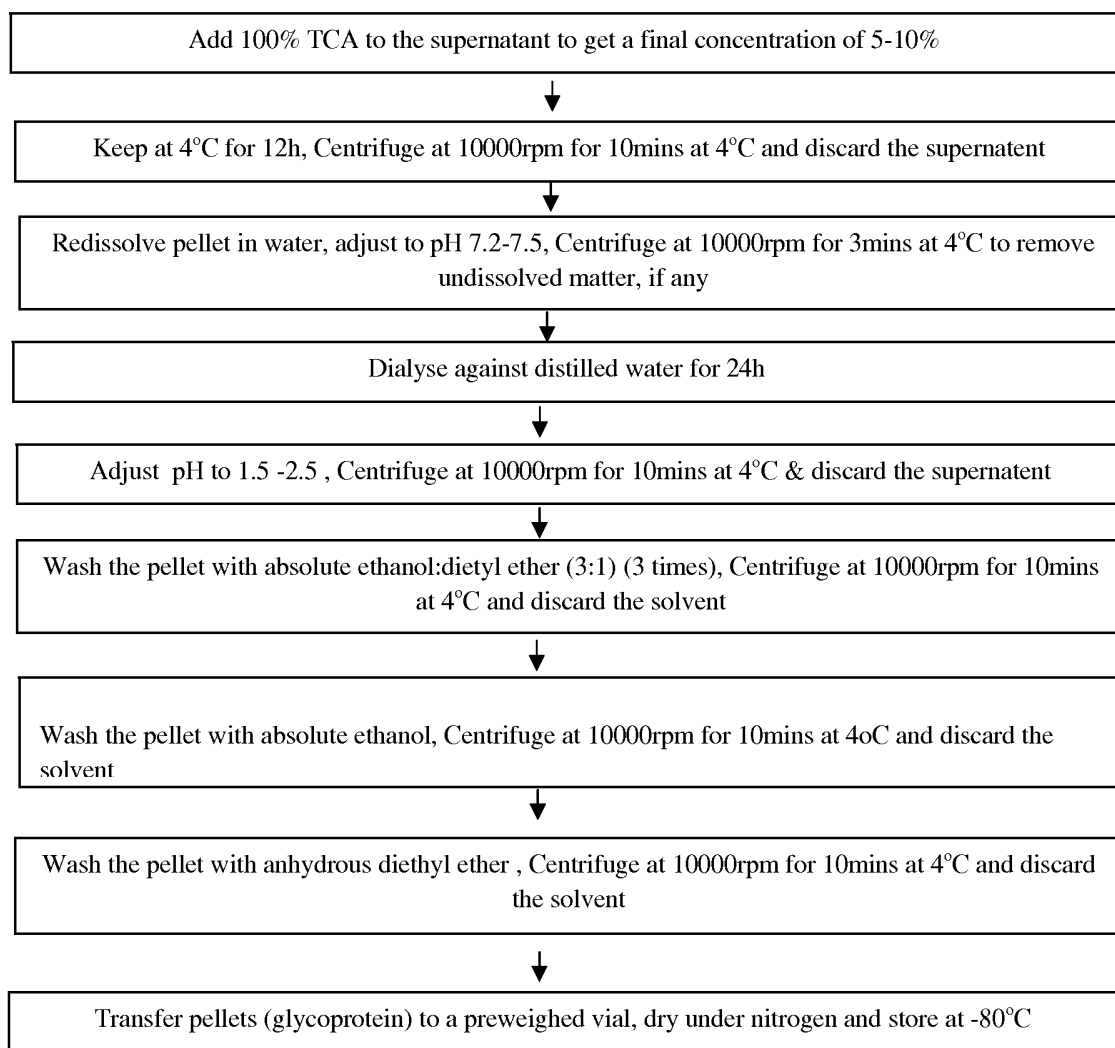 Add 100% TCA to the supernatant to get a final concentration of 5-10%
Keep at 4°C for 12h, Centrifuge at 10000rpm for 10mins at 4°C and discard the supernatent
Redissolve pellet in water, adjust to pH 7.2-7.5, Centrifuge at 10000rpm for 3mins at 4°C to remove
undissolved matter, if any
Dialyse against distilled water for 24h
Adjust pH to 1.5 -2.5 , Centrifuge at 10000rpm for 10mins at 4°C & discard the supernatent
Wash the pellet with absolute ethanol:dietyl ether (3:1) (3 times), Centrifuge at 10000rpm for 10mins
at 4°C and discard the solvent
Wash the pellet with absolute ethanol, Centrifuge at 10000rpm for 10mins at 4oC and discard the
solvent
Wash the pellet with anhydrous diethyl ether , Centrifuge at 10000rpm for 10mins at 4°C and discard
the solvent
Transfer pellets (glycoprotein) to a preweighed vial, dry under nitrogen and store at -80°C